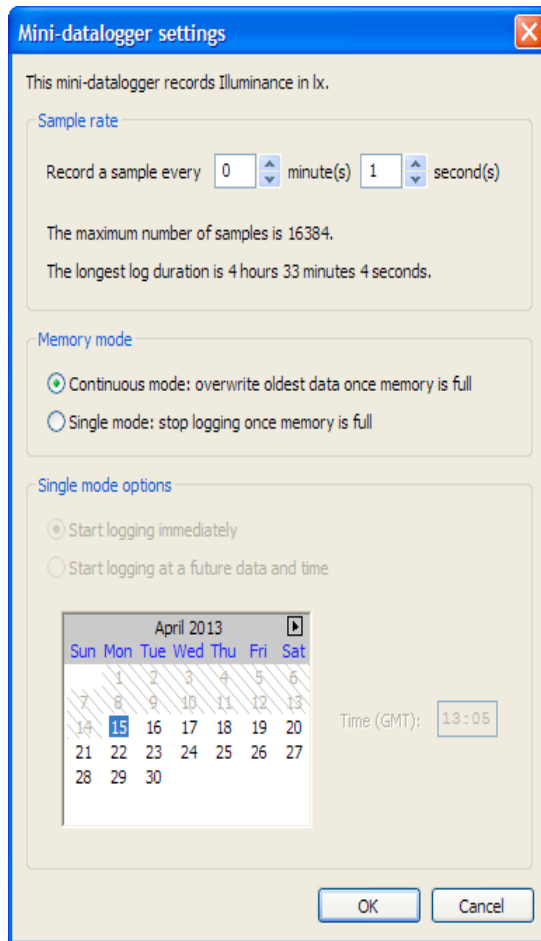 Mini-datalogger settings
This mini-datalogger records Illuminance in lx.
Sample rate
Record a sample every 0 minute(s) 1 second(s)
The maximum number of samples is 16384.
The longest log duration is 4 hours 33 minutes 4 seconds.
Memory mode
Continuous mode: overwrite oldest data once memory is full
Single mode: stop logging once memory is full
Single mode options
Start logging immediately
Start logging at a future data and time
April 2013
Sun Mon Tue Wed Thu Fri Sat
1 2 3 4 5 6
7 8 9 10 11 12 13
14 15 16 17 18 19 20
21 22 23 24 25 26 27
28 29 30
Time (GMT): 13:05
OK Cancel